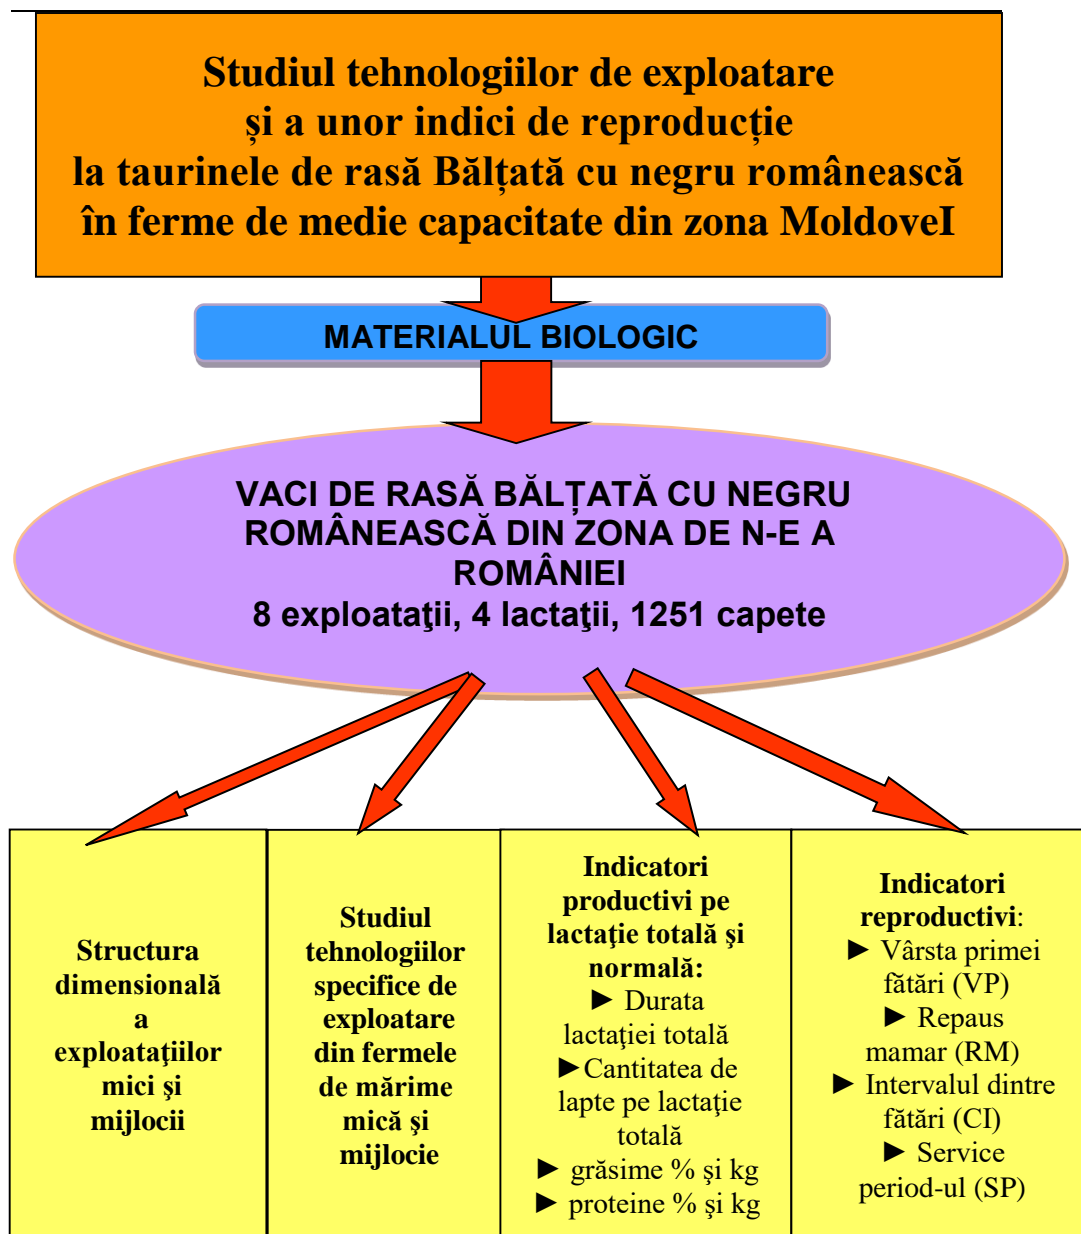 Studiul tehnologiilor de exploatare
și a unor indici de reproducție
la taurinele de rasă Bălțată cu negru românească
în ferme de medie capacitate din zona MoldoveI
MATERIALUL BIOLOGIC
VACI DE RASĂ BĂLȚATĂ CU NEGRU
ROMÂNEASCĂ DIN ZONA DE N-E A
ROMÂNIEI
8 exploataţii, 4 lactaţii, 1251 capete
Structura
dimensională
a
exploataţiilor
mici şi
mijlocii
Studiul
tehnologiilor
specifice de
exploatare
din fermele
de mărime
mică şi
mijlocie
Indicatori
productivi pe
lactaţie totală şi
normală:
► Durata
lactaţiei totală
►Cantitatea de
lapte pe lactaţie
totală
► grăsime % şi kg
► proteine % şi kg
Indicatori
reproductivi:
► Vârsta primei
fătări (VP)
► Repaus
mamar (RM)
► Intervalul dintre
fătări (CI)
► Service
period-ul (SP)